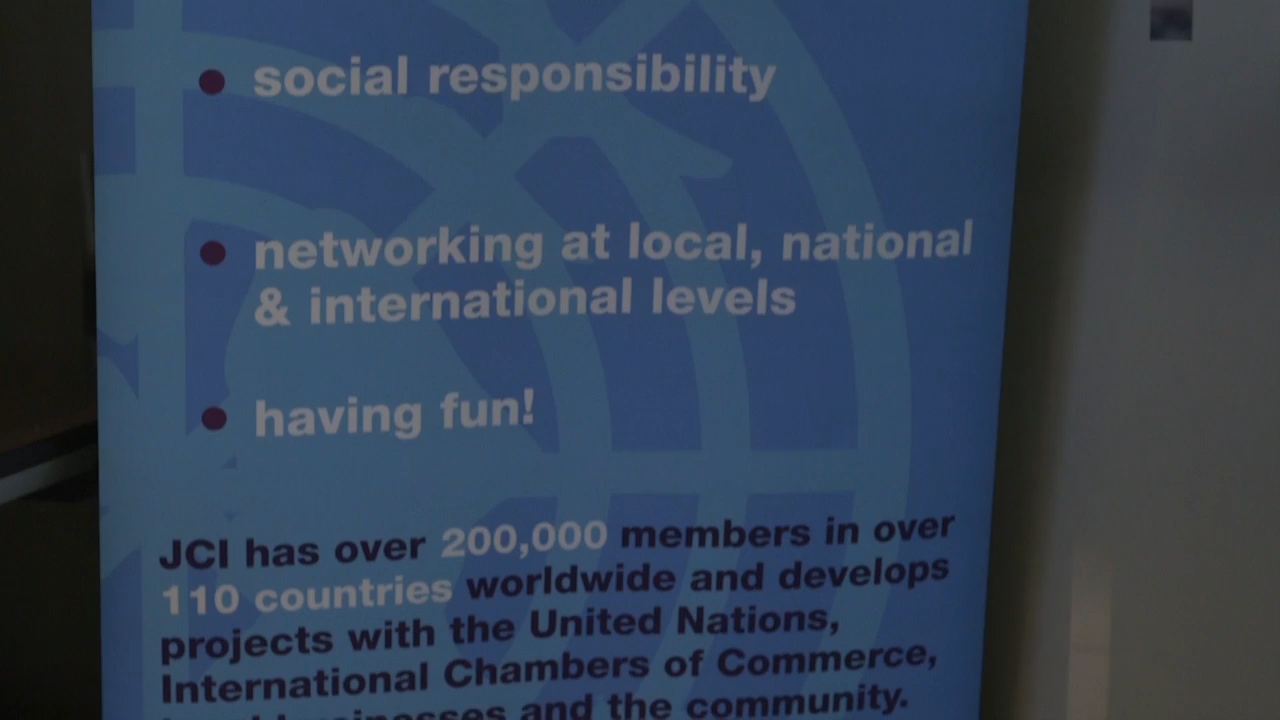 social responsibility
networking at local, national
& international levels
having fun!
JCI has over 200,000 members in over
110 countries worldwide and develops
projects with the United Nations,
International Chambers of Commerce,
businesses and the community.